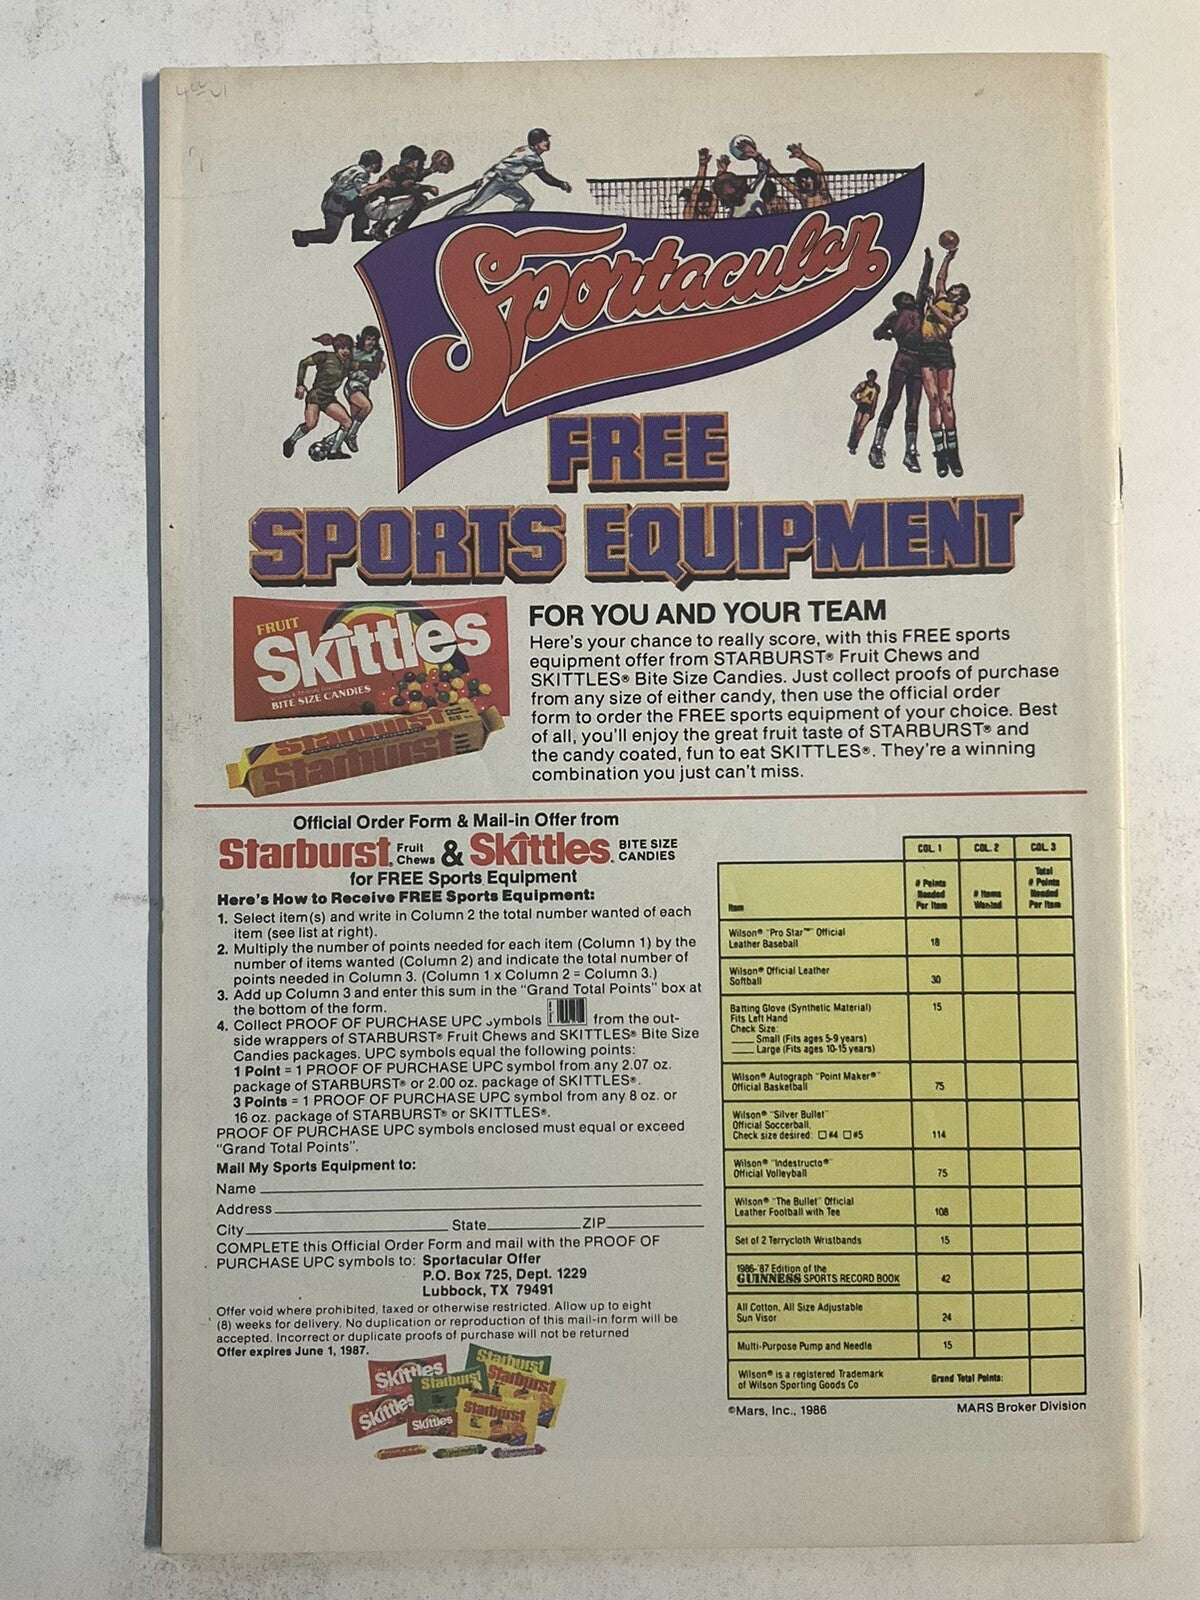 Sportacular
FREE
SPORTS EQUIPMENT
FRUIT
Skittles
BITE SIZE CANDIES
Starburst
Starburst
FOR YOU AND YOUR TEAM
Here's your chance to really score, with this FREE sports
equipment offer from STARBURST® Fruit Chews and
SKITTLES® Bite Size Candies. Just collect proofs of purchase
from any size of either candy, then use the official order
form to order the FREE sports equipment of your choice. Best
of all, you'll enjoy the great fruit taste of STARBURST® and
the candy coated, fun to eat SKITTLES®. They're a winning
combination you just can't miss.
Official Order Form & Mail-in Offer from
Starburst® Fruit Chews & Skittles® BITE SIZE CANDIES
for FREE Sports Equipment
Here's How to Receive FREE Sports Equipment:
1. Select item(s) and write in Column 2 the total number wanted of each
item (see list at right).
2. Multiply the number of points needed for each item (Column 1) by the
number of items wanted (Column 2) and indicate the total number of
points needed in Column 3. (Column 1 x Column 2 = Column 3.)
3. Add up Column 3 and enter this sum in the "Grand Total Points" box at
the bottom of the form.
4. Collect PROOF OF PURCHASE UPC symbols from the out-
side wrappers of STARBURST® Fruit Chews and SKITTLES® Bite Size
Candies packages. UPC symbols equal the following points:
1 Point = 1 PROOF OF PURCHASE UPC symbol from any 2.07 oz.
package of STARBURST® or 2.00 oz. package of SKITTLES®.
3 Points = 1 PROOF OF PURCHASE UPC symbol from any 8 oz. or
16 oz. package of STARBURST® or SKITTLES®.
PROOF OF PURCHASE UPC symbols enclosed must equal or exceed
"Grand Total Points".
Mail My Sports Equipment to:
Name
Address
City State ZIP
COMPLETE this Official Order Form and mail with the PROOF OF
PURCHASE UPC symbols to: Sportacular Offer
P.O. Box 725, Dept. 1229
Lubbock, TX 79491
Offer void where prohibited, taxed or otherwise restricted. Allow up to eight
(8) weeks for delivery. No duplication or reproduction of this mail-in form will be
accepted. Incorrect or duplicate proofs of purchase will not be returned
Offer expires June 1, 1987.
Skittles
Starburst
Starburst
Starburst
Skittles
Skittles
Starburst
COL. 1 COL. 2 COL. 3
Item # Points Needed Per Item # Items Wanted Total # Points Needed Per Item
Wilson® "Pro Star™" Official
Leather Baseball 18
Wilson® Official Leather
Softball 30
Batting Glove (Synthetic Material) 15
Fits Left Hand
Check Size:
Small (Fits ages 5-9 years)
Large (Fits ages 10-15 years)
Wilson® Autograph "Point Maker®"
Official Basketball 75
Wilson® "Silver Bullet"
Official Soccerball.
Check size desired: ☐ #4 ☐ #5 114
Wilson® "Indestructo®"
Official Volleyball 75
Wilson® "The Bullet" Official
Leather Football with Tee 108
Set of 2 Terrycloth Wristbands 15
1986-'87 Edition of the
GUINNESS SPORTS RECORD BOOK 42
All Cotton, All Size Adjustable
Sun Visor 24
Multi-Purpose Pump and Needle 15
Wilson® is a registered Trademark
of Wilson Sporting Goods Co Grand Total Points:
©Mars, Inc., 1986 MARS Broker Division